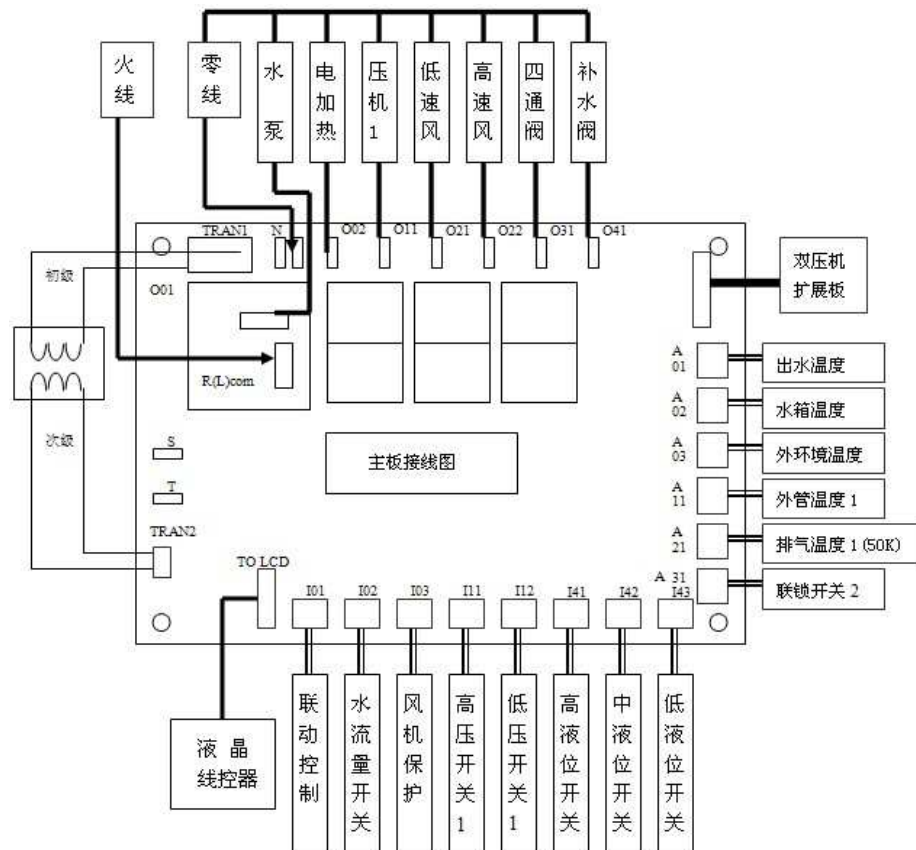 火线
零线
水泵
电加热
压机1
低速风
高速风
四通阀
补水阀
TRAN1
N
O02
O11
O21
O22
O31
O41
初级
O01
双压机
扩展板
R(L)com
A 01
出水温度
A 02
水箱温度
次级
S
主板接线图
A 03
外环境温度
T
A 11
外管温度 1
TRAN2
A 21
排气温度 1 (50K)
TO LCD
A 31
联锁开关 2
I01
I02
I03
I11
I12
I41
I42
I43
液 晶
线控器
联动控制
水流量开关
风机保护
高压开关1
低压开关1
高液位开关
中液位开关
低液位开关